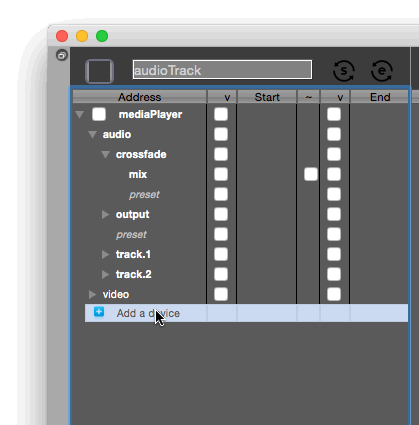 audioTrack
s
e
Address v Start ~ v End
mediaPlayer
audio
crossfade
mix
preset
output
preset
track.1
track.2
video
Add a device